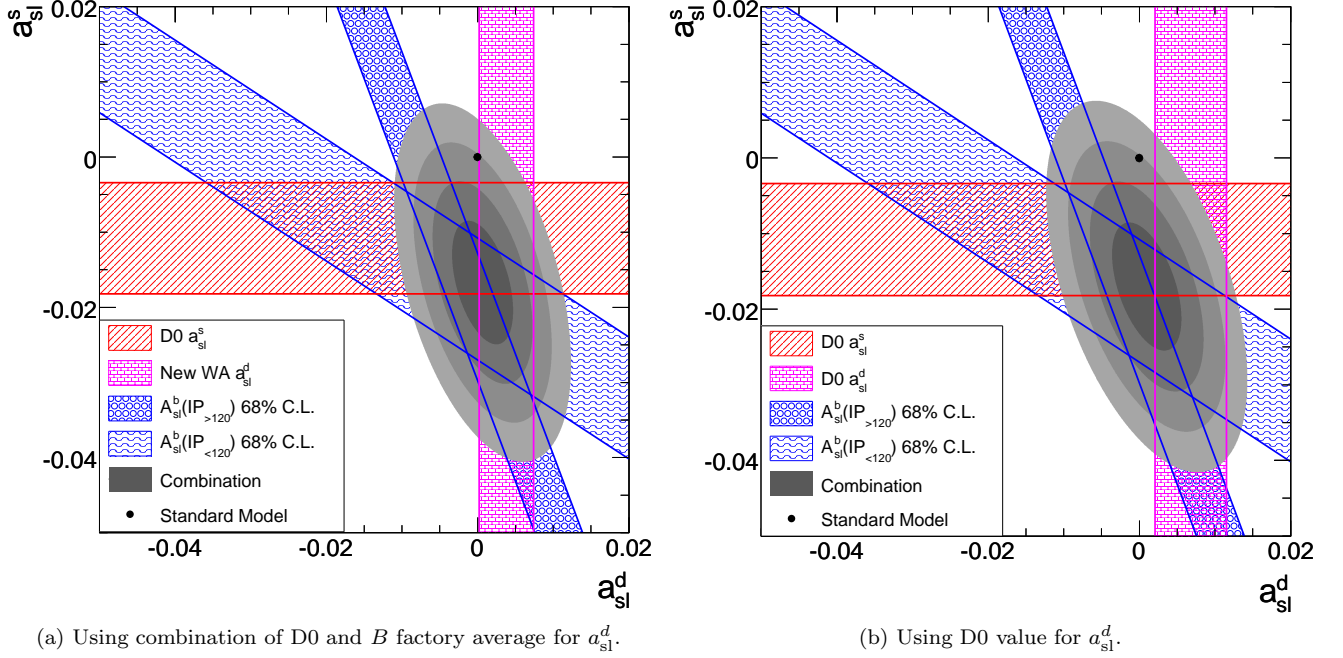 a^s_sl
0.02
0
-0.02
-0.04
D0 a^s_sl
New WA a^d_sl
A^b_sl(IP_>120) 68% C.L.
A^b_sl(IP_<120) 68% C.L.
Combination
Standard Model
-0.04 -0.02 0 0.02
a^d_sl
(a) Using combination of D0 and B factory average for a^d_sl.
a^s_sl
0.02
0
-0.02
-0.04
D0 a^s_sl
D0 a^d_sl
A^b_sl(IP_>120) 68% C.L.
A^b_sl(IP_<120) 68% C.L.
Combination
Standard Model
-0.04 -0.02 0 0.02
a^d_sl
(b) Using D0 value for a^d_sl.